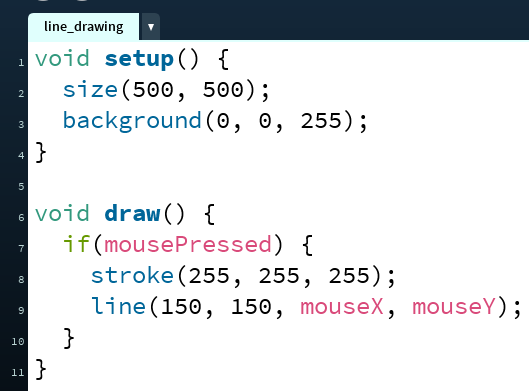 line_drawing ▼
1 void setup() {
2   size(500, 500);
3   background(0, 0, 255);
4 }
5
6 void draw() {
7   if(mousePressed) {
8     stroke(255, 255, 255);
9     line(150, 150, mouseX, mouseY);
10   }
11 }